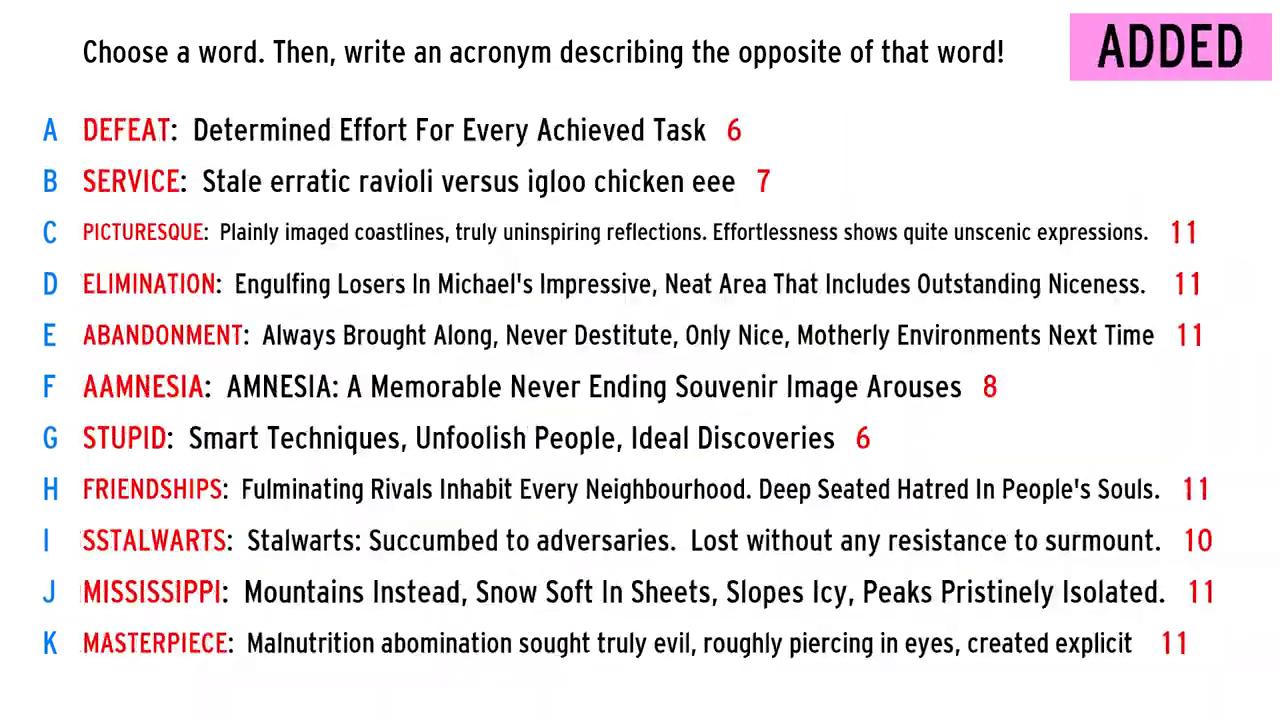 Choose a word. Then, write an acronym describing the opposite of that word!
ADDED
A DEFEAT: Determined Effort For Every Achieved Task 6
B SERVICE: Stale erratic ravioli versus igloo chicken eee 7
C PICTURESQUE: Plainly imaged coastlines, truly uninspiring reflections. Effortlessness shows quite unscenic expressions. 11
D ELIMINATION: Engulfing Losers In Michael's Impressive, Neat Area That Includes Outstanding Niceness. 11
E ABANDONMENT: Always Brought Along, Never Destitute, Only Nice, Motherly Environments Next Time 11
F AAMNESIA: AMNESIA: A Memorable Never Ending Souvenir Image Arouses 8
G STUPID: Smart Techniques, Unfoolish People, Ideal Discoveries 6
H FRIENDSHIPS: Fulminating Rivals Inhabit Every Neighbourhood. Deep Seated Hatred In People's Souls. 11
I SSTALWARTS: Stalwarts: Succumbed to adversaries. Lost without any resistance to surmount. 10
J MISSISSIPPI: Mountains Instead, Snow Soft In Sheets, Slopes Icy, Peaks Pristinely Isolated. 11
K MASTERPIECE: Malnutrition abomination sought truly evil, roughly piercing in eyes, created explicit 11